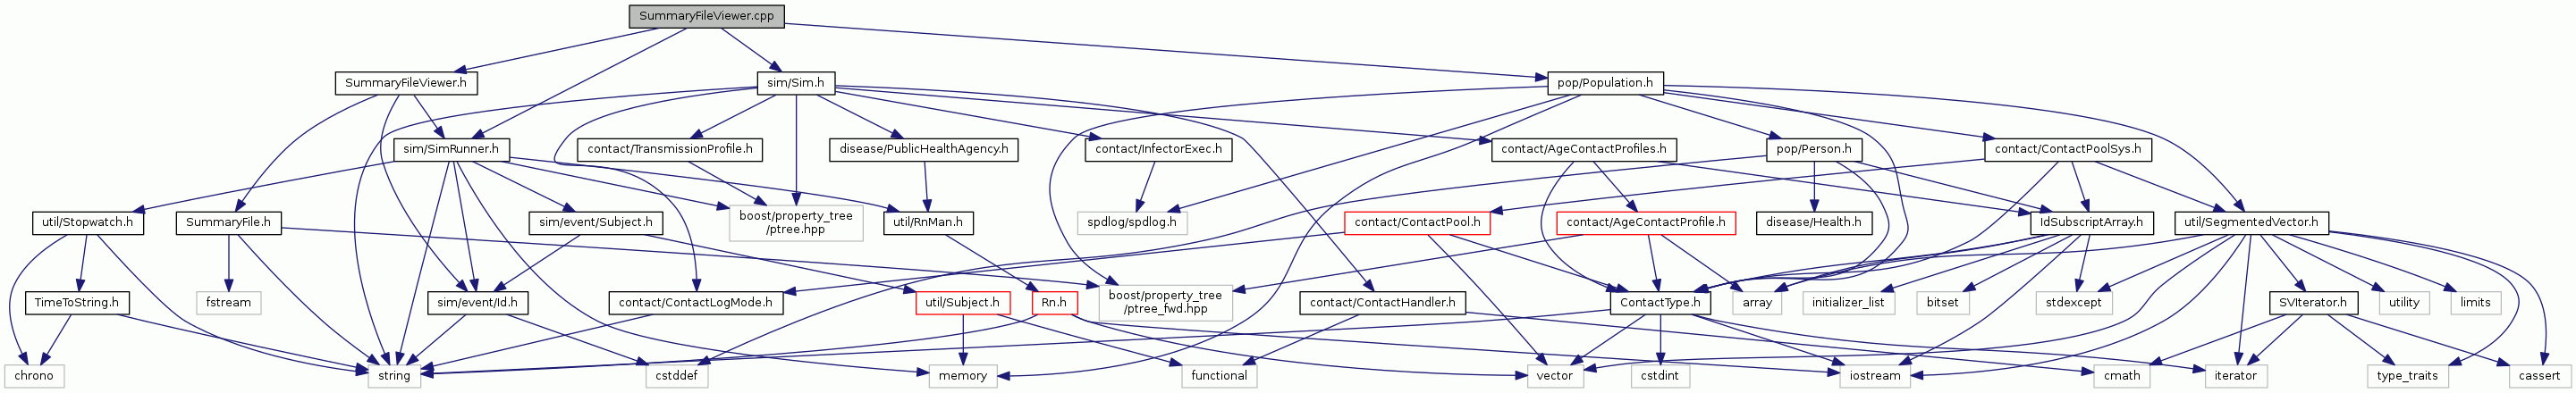 SummaryFileViewer.cpp
SummaryFileViewer.h
sim/Sim.h
pop/Population.h
sim/SimRunner.h
contact/TransmissionProfile.h
disease/PublicHealthAgency.h
contact/InfectorExec.h
contact/AgeContactProfiles.h
pop/Person.h
contact/ContactPoolSys.h
util/Stopwatch.h
SummaryFile.h
sim/event/Subject.h
boost/property_tree
/ptree.hpp
util/RnMan.h
spdlog/spdlog.h
contact/ContactPool.h
contact/AgeContactProfile.h
disease/Health.h
IdSubscriptArray.h
util/SegmentedVector.h
TimeToString.h
fstream
sim/event/Id.h
contact/ContactLogMode.h
util/Subject.h
Rn.h
boost/property_tree
/ptree_fwd.hpp
contact/ContactHandler.h
ContactType.h
array
initializer_list
bitset
stdexcept
SVIterator.h
utility
limits
chrono
string
cstddef
memory
functional
vector
cstdint
iostream
cmath
iterator
type_traits
cassert